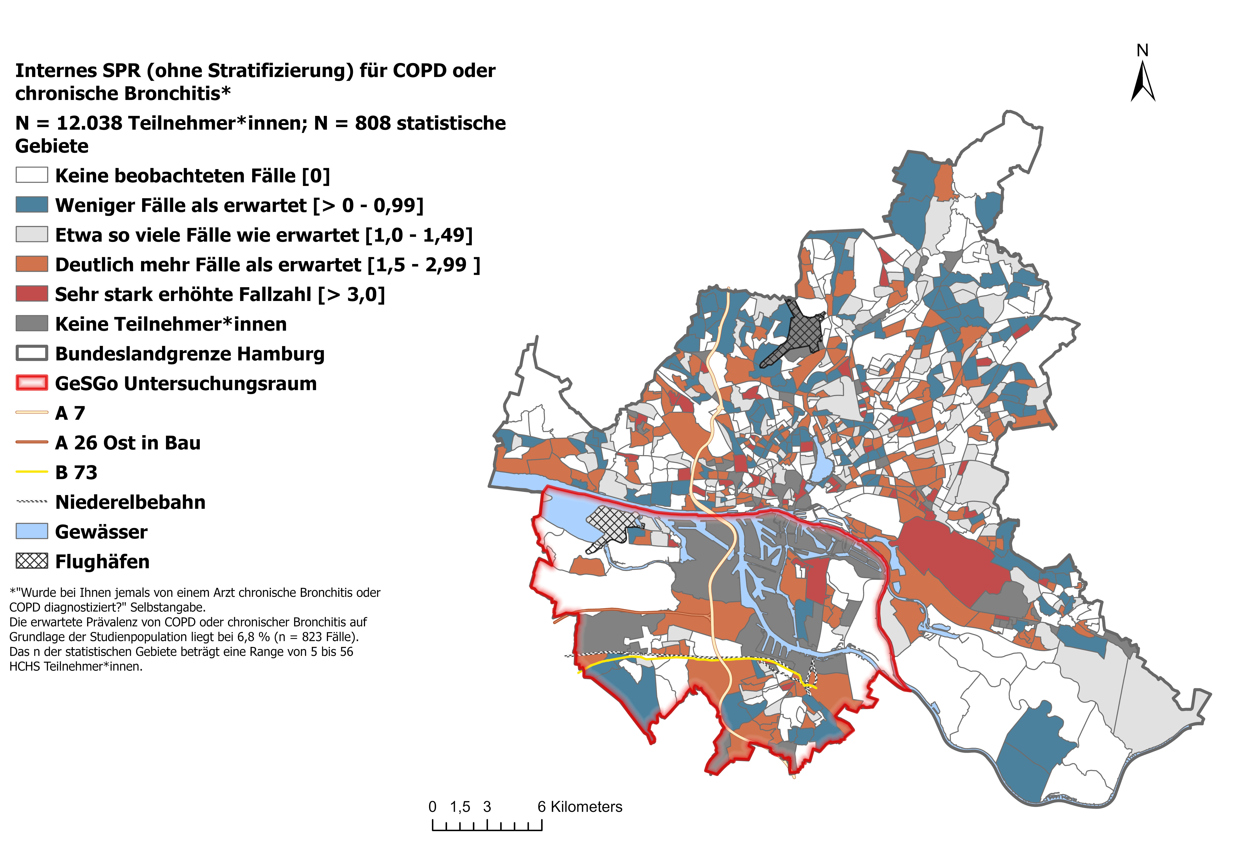 Internes SPR (ohne Stratifizierung) für COPD oder
chronische Bronchitis*
N = 12.038 Teilnehmer*innen; N = 808 statistische
Gebiete
Keine beobachteten Fälle [0]
Weniger Fälle als erwartet [> 0 - 0,99]
Etwa so viele Fälle wie erwartet [1,0 - 1,49]
Deutlich mehr Fälle als erwartet [1,5 - 2,99 ]
Sehr stark erhöhte Fallzahl [> 3,0]
Keine Teilnehmer*innen
Bundeslandgrenze Hamburg
GeSGo Untersuchungsraum
A 7
A 26 Ost in Bau
B 73
Niederelbebahn
Gewässer
Flughäfen
*"Wurde bei Ihnen jemals von einem Arzt chronische Bronchitis oder
COPD diagnostiziert?" Selbstangabe.
Die erwartete Prävalenz von COPD oder chronischer Bronchitis auf
Grundlage der Studienpopulation liegt bei 6,8 % (n = 823 Fälle).
Das n der statistischen Gebiete beträgt eine Range von 5 bis 56
HCHS Teilnehmer*innen.
N
0 1,5 3 6 Kilometers